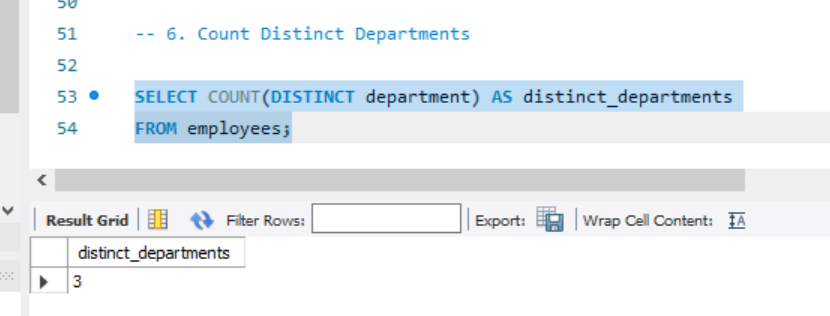 50
51 -- 6. Count Distinct Departments
52
53 SELECT COUNT(DISTINCT department) AS distinct_departments
54 FROM employees;
Result Grid Filter Rows: Export: Wrap Cell Content: IA
distinct_departments
3